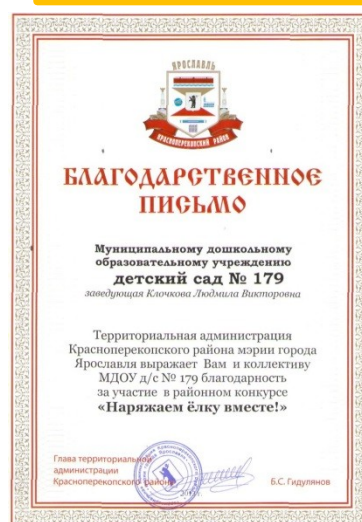 ЯРОСЛАВЛЬ
КРАСНОПЕРЕКОПСКИЙ РАЙОН
БЛАГОДАРСТВЕННОЕ
ПИСЬМО
Муниципальному дошкольному
образовательному учреждению
детский сад № 179
заведующая Клочкова Людмила Викторовна
Территориальная администрация
Красноперекопского района мэрии города
Ярославля выражает Вам и коллективу
МДОУ д/с № 179 благодарность
за участие в районном конкурсе
«Наряжаем ёлку вместе!»
Глава территориальной
администрации
Красноперекопского района
Б.С. Гидулянов